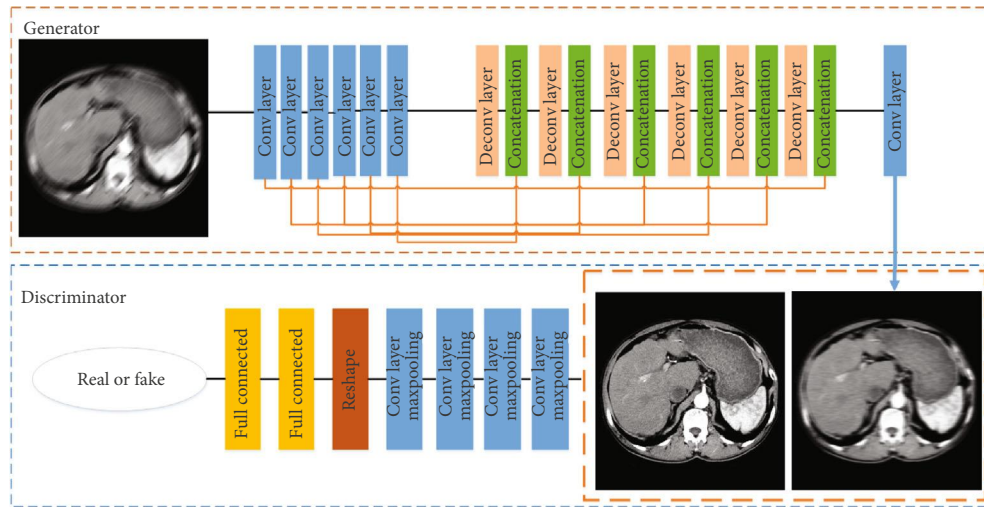 Generator
Conv layer
Conv layer
Conv layer
Conv layer
Conv layer
Conv layer
Deconv layer
Concatenation
Deconv layer
Concatenation
Deconv layer
Concatenation
Deconv layer
Concatenation
Deconv layer
Concatenation
Deconv layer
Concatenation
Conv layer
Discriminator
Real or fake
Full connected
Full connected
Reshape
Conv layer
maxpooling
Conv layer
maxpooling
Conv layer
maxpooling
Conv layer
maxpooling